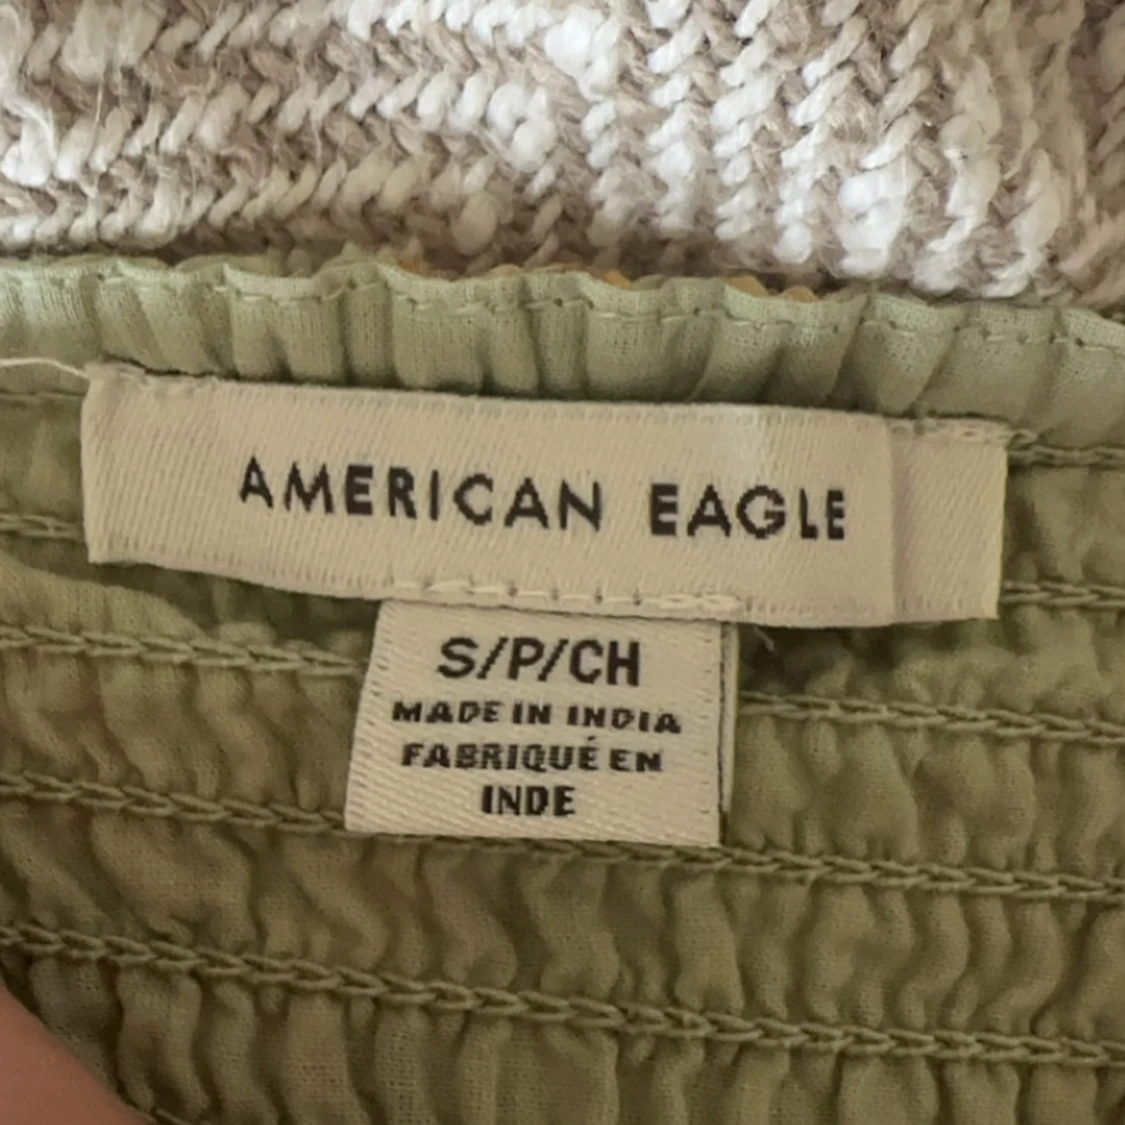 AMERICAN EAGLE
S/P/CH
MADE IN INDIA
FABRIQUÉ EN
INDE